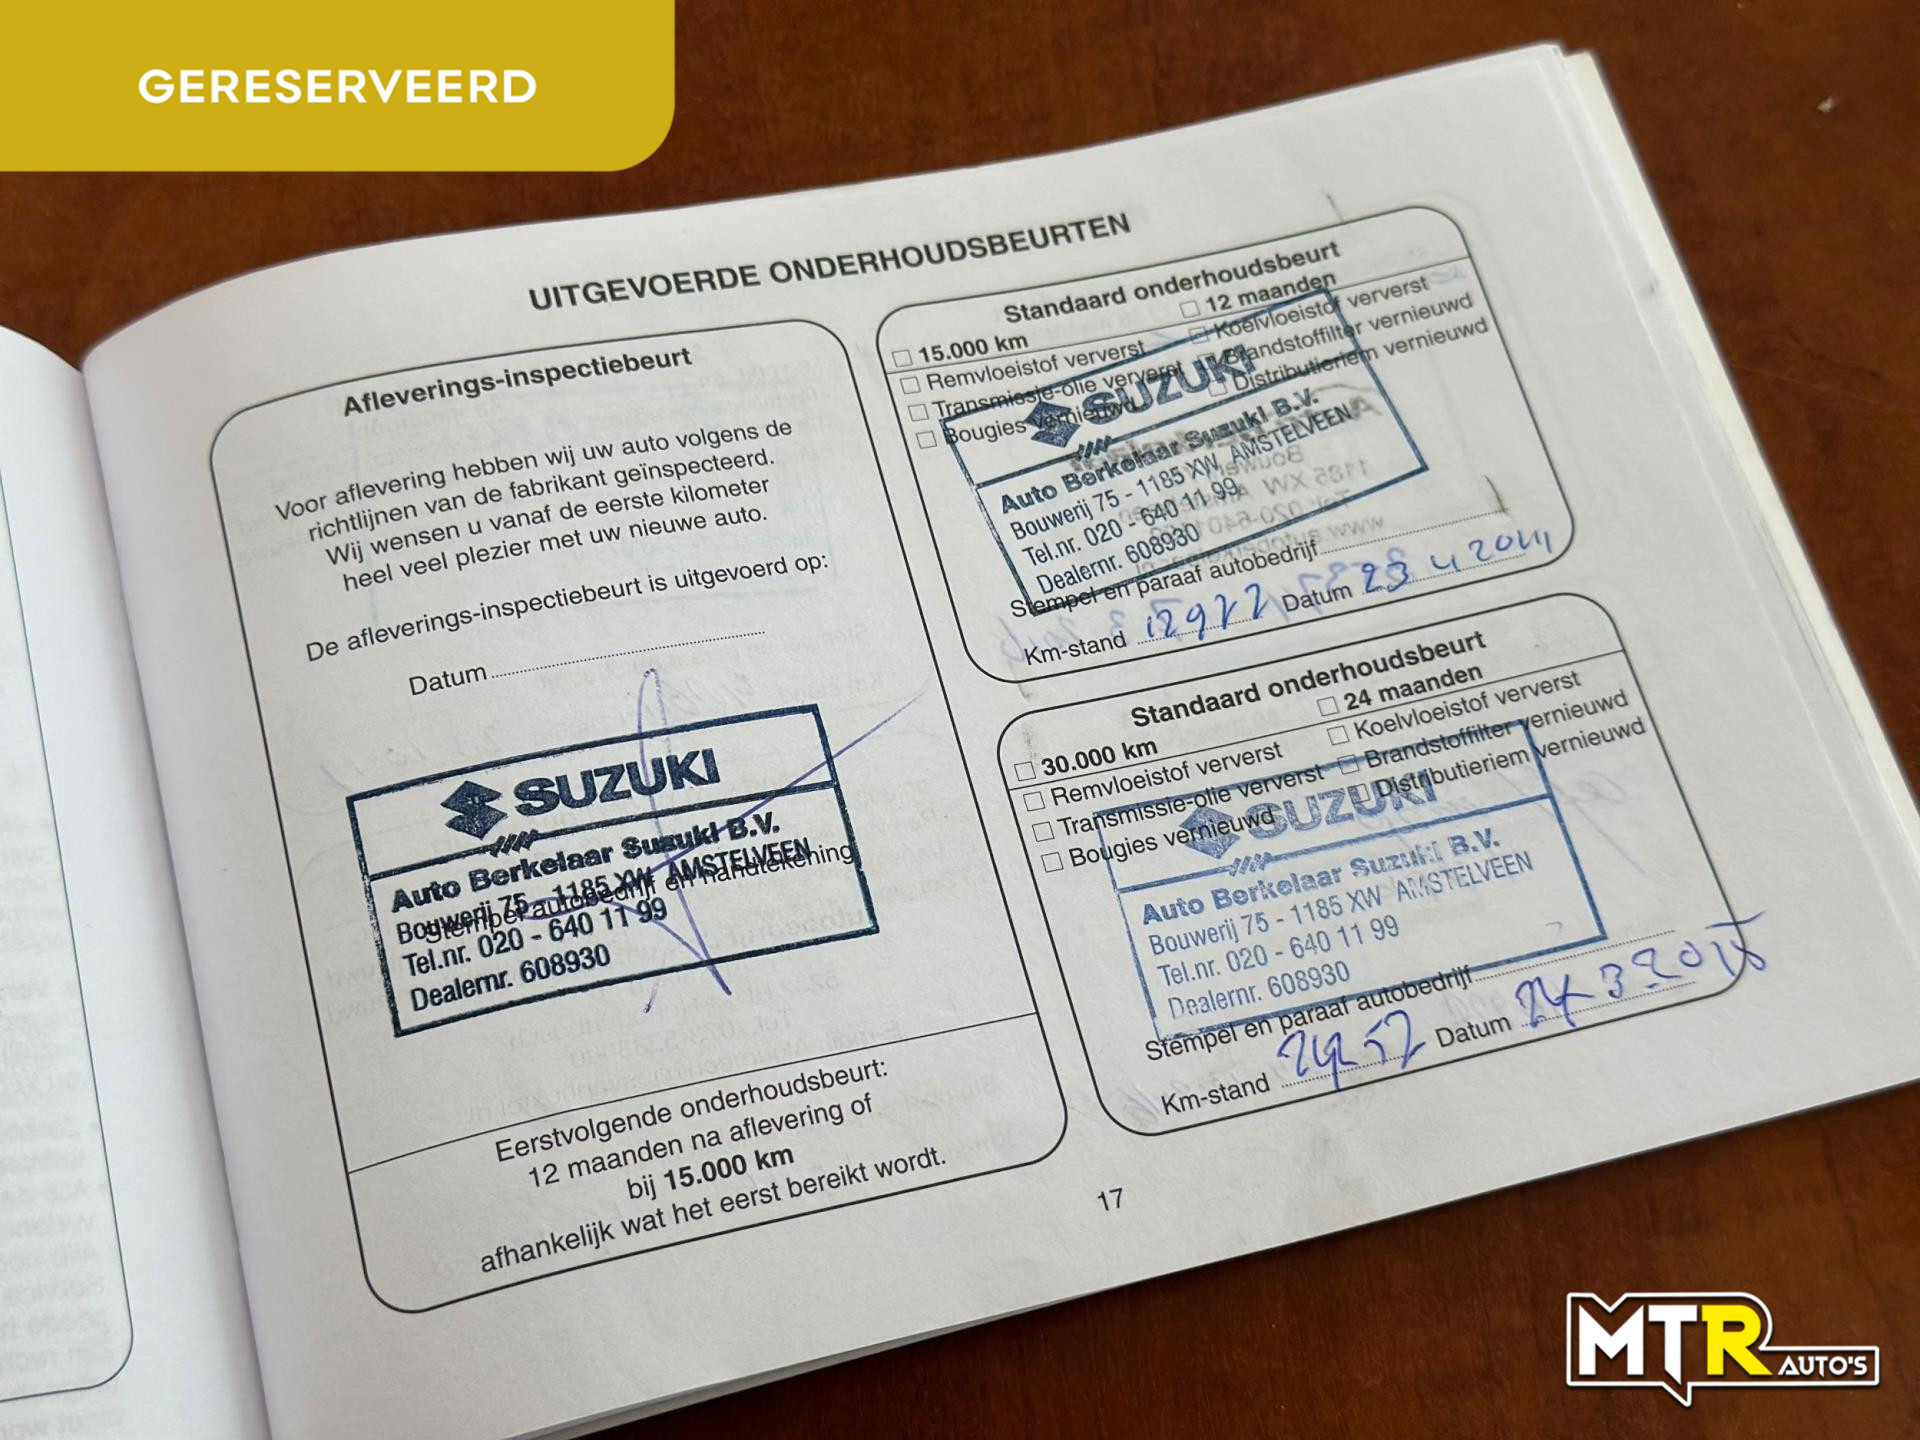 GERESERVEERD
UITGEVOERDE ONDERHOUDSBEURTEN
Afleverings-inspectiebeurt
Voor aflevering hebben wij uw auto volgens de
richtlijnen van de fabrikant geïnspecteerd.
Wij wensen u vanaf de eerste kilometer
heel veel plezier met uw nieuwe auto.
De afleverings-inspectiebeurt is uitgevoerd op:
Datum
SUZUKI
Auto Berkelaar Suzuki B.V.
Bouwerij 75 - 1185 XW AMSTELVEEN
Stempel autobedrijf en handtekening
Tel.nr. 020 - 640 11 99
Dealernr. 608930
Eerstvolgende onderhoudsbeurt:
12 maanden na aflevering of
bij 15.000 km
afhankelijk wat het eerst bereikt wordt.
Standaard onderhoudsbeurt
15.000 km 12 maanden
Remvloeistof ververst Koelvloeistof ververst
Transmissie-olie ververst Brandstoffilter vernieuwd
Bougies vernieuwd Distributieriem vernieuwd
SUZUKI
Auto Berkelaar Suzuki B.V.
Bouwerij 75 - 1185 XW AMSTELVEEN
Tel.nr. 020 - 640 11 99
Dealernr. 608930
Stempel en paraaf autobedrijf
Km-stand Datum 23
Standaard onderhoudsbeurt
30.000 km 24 maanden
Remvloeistof ververst Koelvloeistof ververst
Transmissie-olie ververst Brandstoffilter vernieuwd
Bougies vernieuwd Distributieriem vernieuwd
SUZUKI
Auto Berkelaar Suzuki B.V.
Bouwerij 75 - 1185 XW AMSTELVEEN
Tel.nr. 020 - 640 11 99
Dealernr. 608930
Stempel en paraaf autobedrijf
Km-stand Datum 24 3 2015
17
MTR AUTO'S